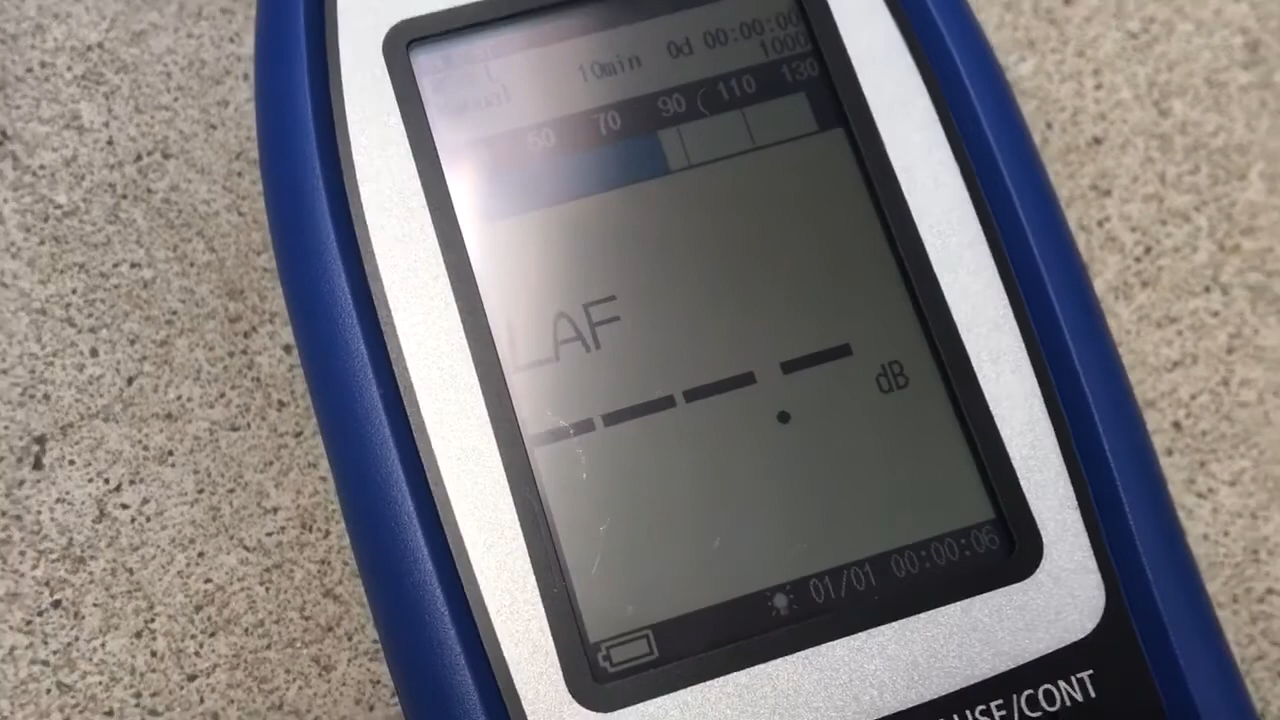 10min 0d 00:00:00
1000
50 70 90 110 130
LAF
--- . - dB
01/01 00:00:06
USE/CONT